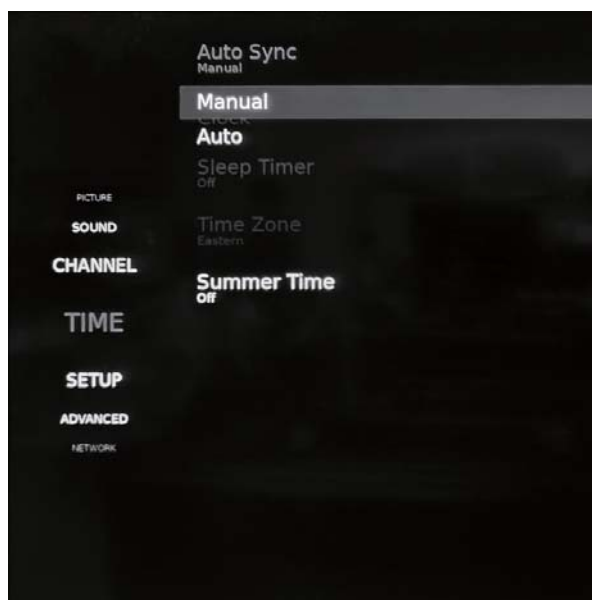 Auto Sync
Manual
Manual
Clock
Auto
Sleep Timer
Off
Time Zone
Eastern
Summer Time
Off
PICTURE
SOUND
CHANNEL
TIME
SETUP
ADVANCED
NETWORK